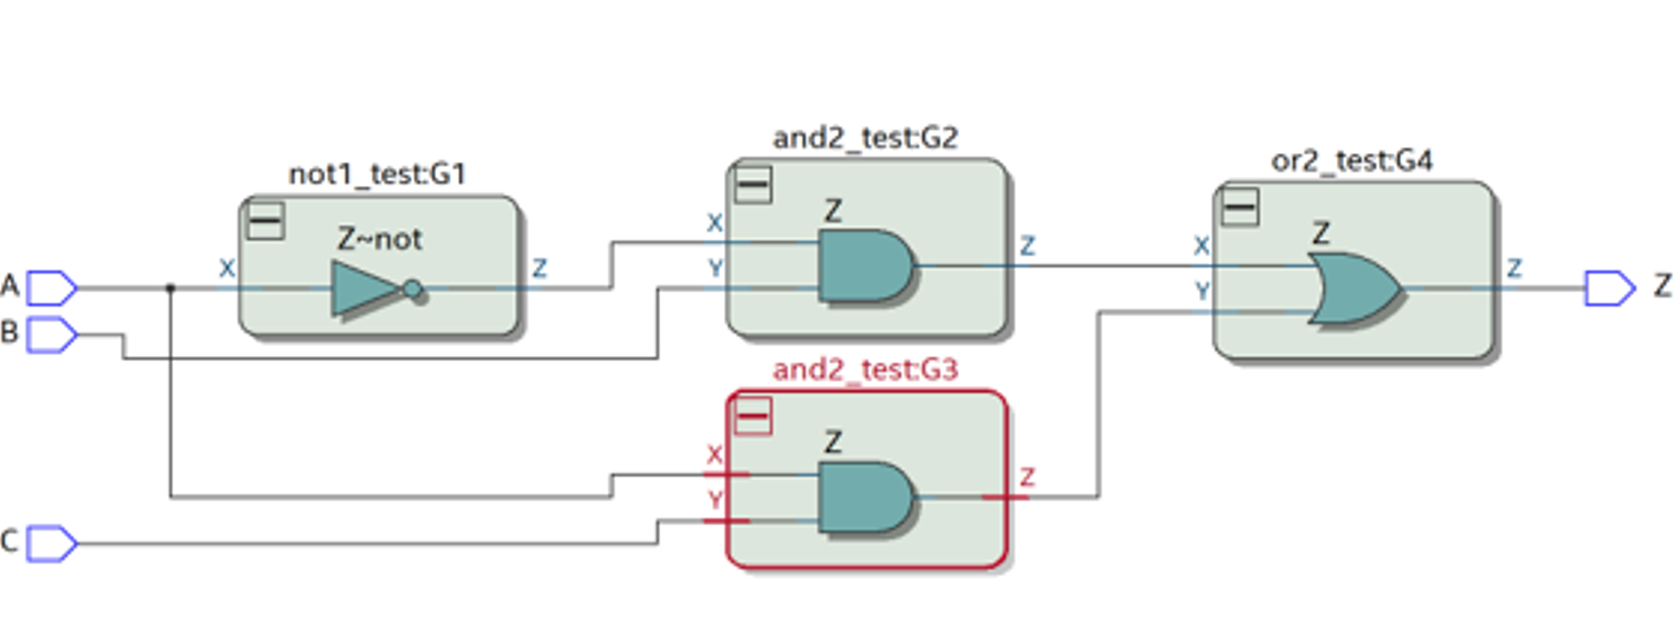 and2_test:G2
or2_test:G4
not1_test:G1
Z
X
Z
Z~not
Z
X
Z
X
Z
Y
Z
A
Y
Z
B
and2_test:G3
Z
X
Z
Y
C